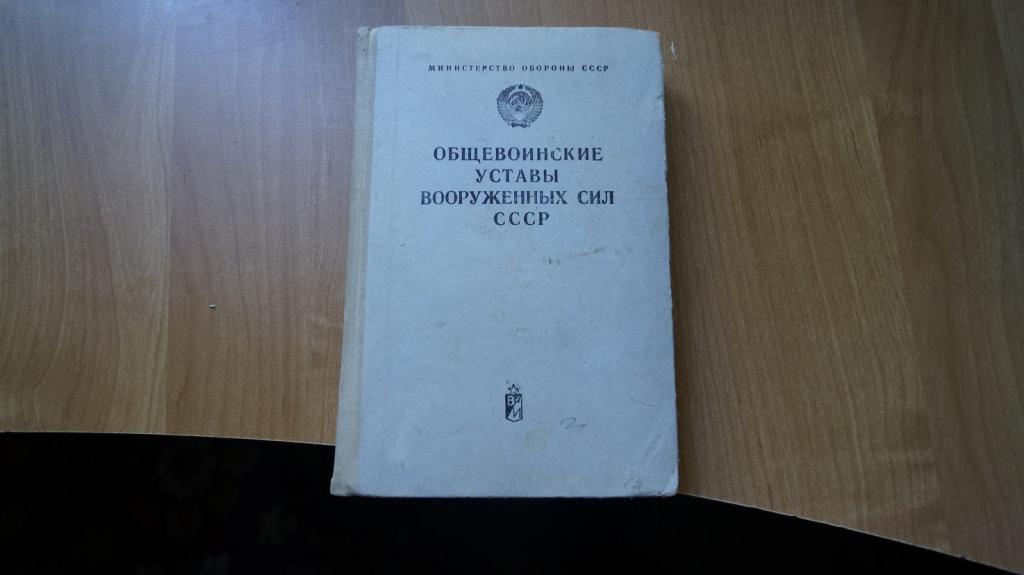 МИНИСТЕРСТВО ОБОРОНЫ СССР
ОБЩЕВОИНСКИЕ
УСТАВЫ
ВООРУЖЕННЫХ СИЛ
СССР
В
И